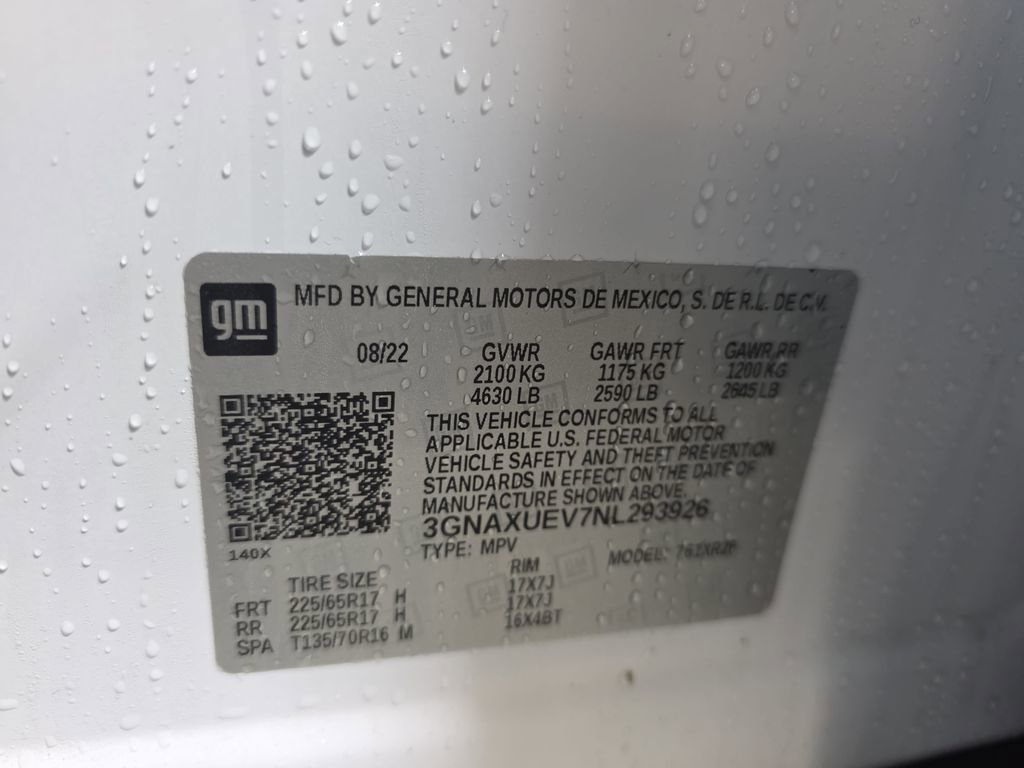 gm
MFD BY GENERAL MOTORS DE MEXICO, S. DE R.L. DE C.V.
08/22 GVWR GAWR FRT GAWR RR
2100 KG 1175 KG 1200 KG
4630 LB 2590 LB 2645 LB
THIS VEHICLE CONFORMS TO ALL
APPLICABLE U.S. FEDERAL MOTOR
VEHICLE SAFETY AND THEFT PREVENTION
STANDARDS IN EFFECT ON THE DATE OF
MANUFACTURE SHOWN ABOVE.
3GNAXUEV7NL293926
140X
TYPE: MPV MODEL:
TIRE SIZE RIM
FRT 225/65R17 H 17X7J
RR 225/65R17 H 17X7J
SPA T135/70R16 M 16X4BT